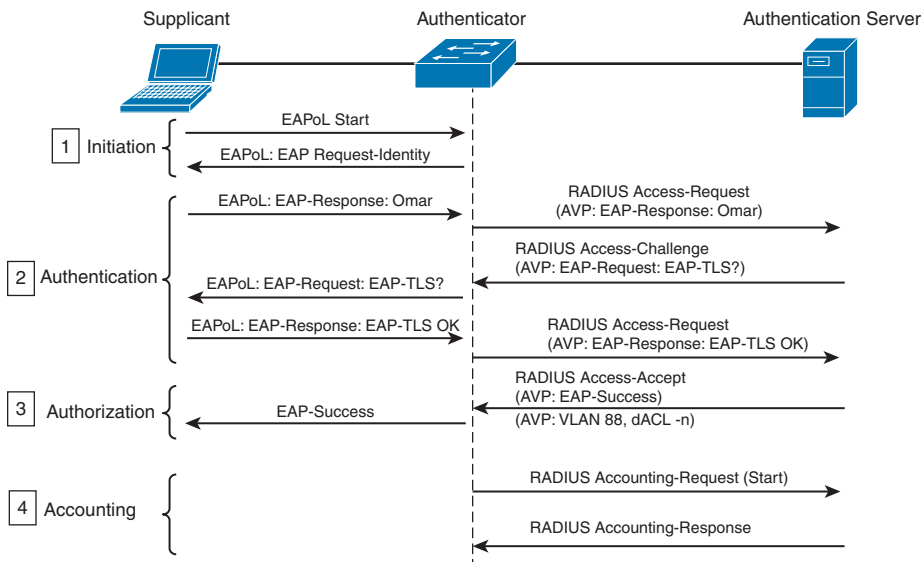 Supplicant
Authenticator
Authentication Server
1 Initiation
EAPoL Start
EAPoL: EAP Request-Identity
2 Authentication
EAPoL: EAP-Response: Omar
RADIUS Access-Request
(AVP: EAP-Response: Omar)
RADIUS Access-Challenge
(AVP: EAP-Request: EAP-TLS?)
EAPoL: EAP-Request: EAP-TLS?
EAPoL: EAP-Response: EAP-TLS OK
RADIUS Access-Request
(AVP: EAP-Response: EAP-TLS OK)
3 Authorization
RADIUS Access-Accept
(AVP: EAP-Success)
(AVP: VLAN 88, dACL -n)
EAP-Success
4 Accounting
RADIUS Accounting-Request (Start)
RADIUS Accounting-Response